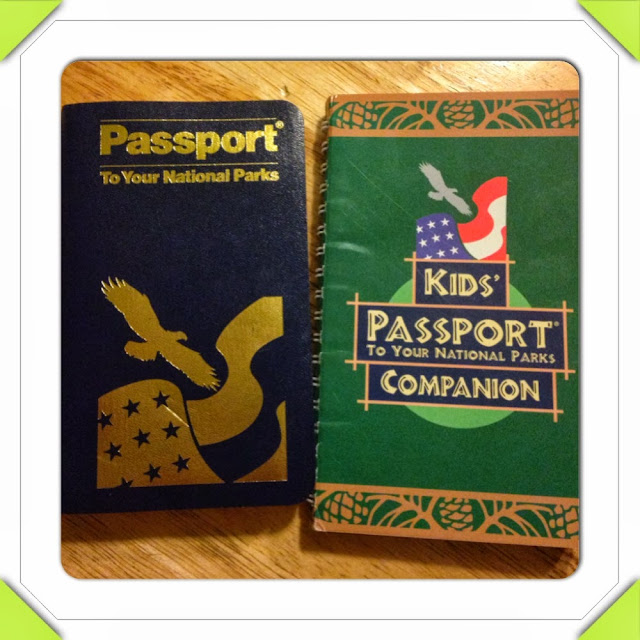 Passport®
To Your National Parks
KIDS'
PASSPORT®
TO YOUR NATIONAL PARKS
COMPANION